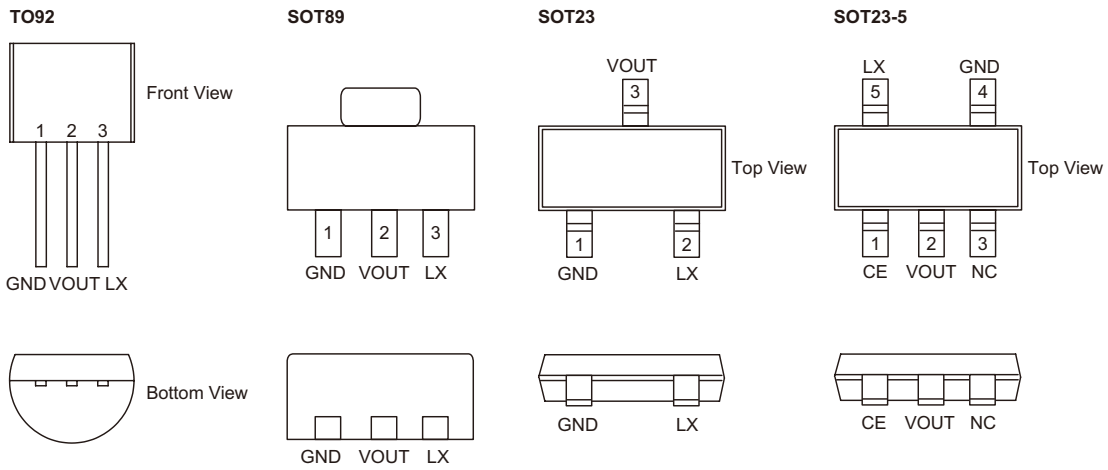 TO92
SOT89
SOT23
SOT23-5
Front View
1 2 3
GND VOUT LX
1 2 3
GND VOUT LX
VOUT
3
Top View
1 2
GND LX
LX GND
5 4
Top View
1 2 3
CE VOUT NC
Bottom View
GND VOUT LX
GND LX
CE VOUT NC